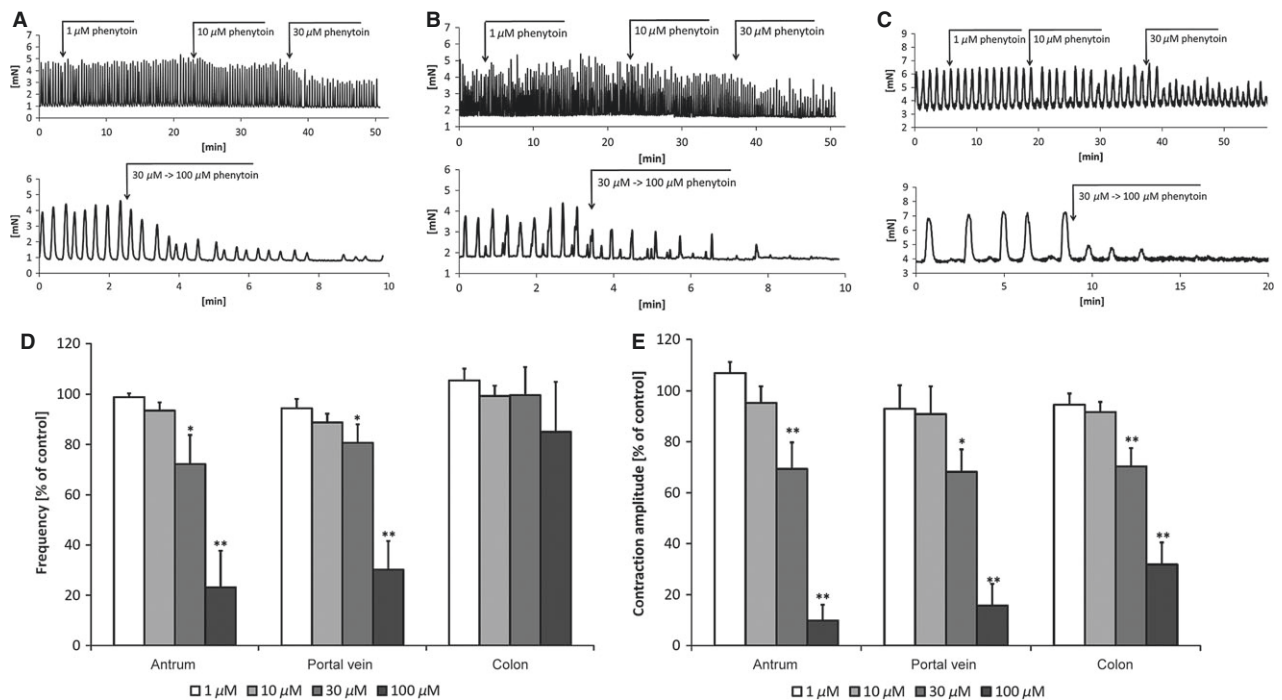 A
1 µM phenytoin
10 µM phenytoin
30 µM phenytoin
[mN]
7
6
5
4
3
2
1
0
0 10 20 30 40 50
[min]
30 µM -> 100 µM phenytoin
[mN]
6
5
4
3
2
1
0
0 2 4 6 8 10
[min]
B
1 µM phenytoin
10 µM phenytoin
30 µM phenytoin
[mN]
7
6
5
4
3
2
1
0 10 20 30 40 50
[min]
30 µM -> 100 µM phenytoin
[mN]
6
5
4
3
2
1
0 2 4 6 8 10
[min]
C
1 µM phenytoin
10 µM phenytoin
30 µM phenytoin
[mN]
9
8
7
6
5
4
3
2
0 10 20 30 40 50
[min]
30 µM -> 100 µM phenytoin
[mN]
9
8
7
6
5
4
3
0 5 10 15 20
[min]
D
Frequency [% of control]
120
100
80
60
40
20
0
*
**
*
**
Antrum Portal vein Colon
1 µM 10 µM 30 µM 100 µM
E
Contraction amplitude [% of control]
120
100
80
60
40
20
0
**
**
*
**
**
**
Antrum Portal vein Colon
1 µM 10 µM 30 µM 100 µM